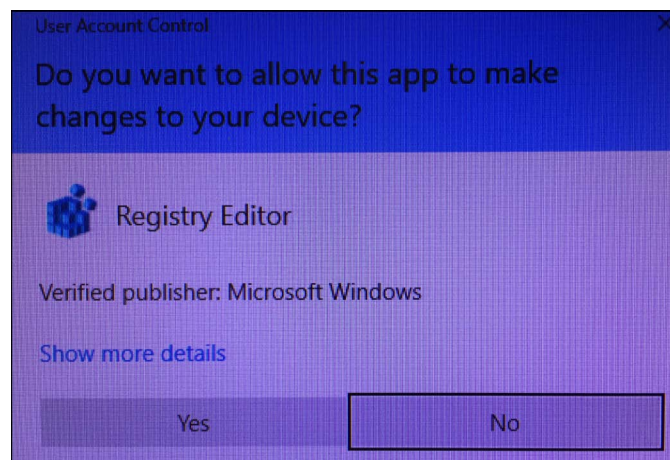 User Account Control
Do you want to allow this app to make
changes to your device?
Registry Editor
Verified publisher: Microsoft Windows
Show more details
Yes
No